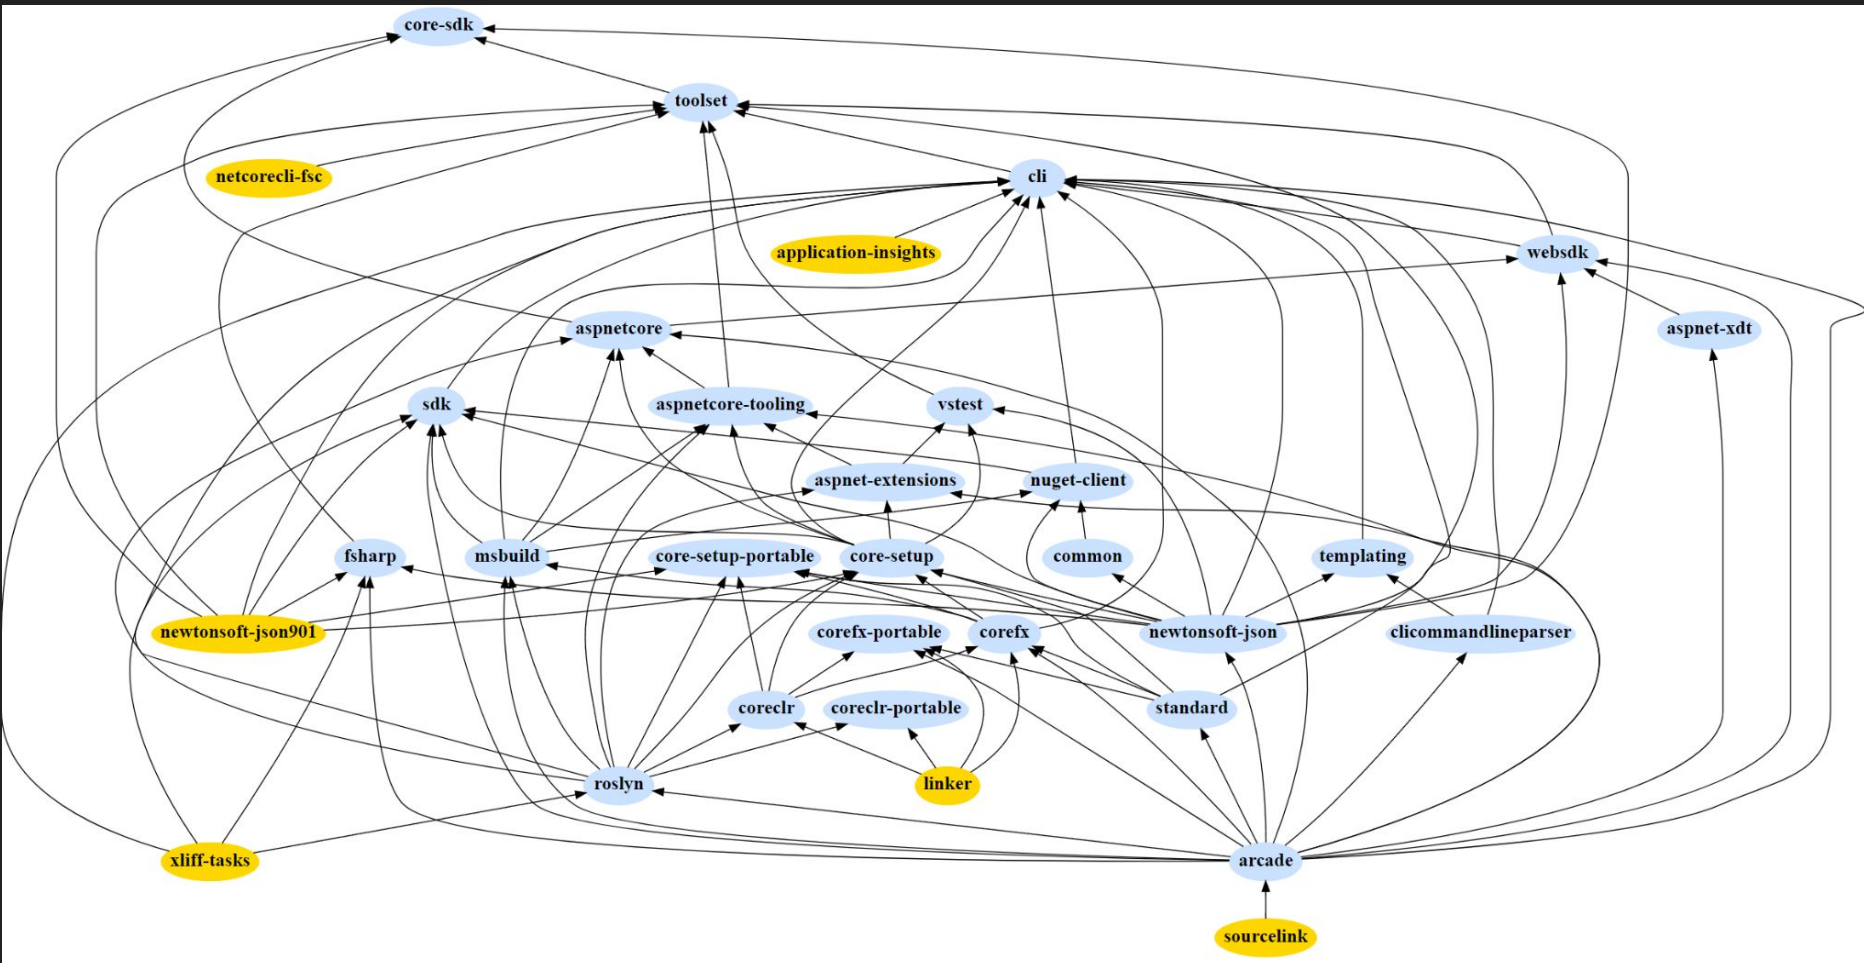 core-sdk
toolset
netcorecli-fsc
cli
application-insights
websdk
aspnetcore
aspnet-xdt
sdk
aspnetcore-tooling
vstest
aspnet-extensions
nuget-client
fsharp
msbuild
core-setup-portable
core-setup
common
templating
newtonsoft-json901
corefx-portable
corefx
newtonsoft-json
clicommandlineparser
coreclr
coreclr-portable
standard
roslyn
linker
xliff-tasks
arcade
sourcelink